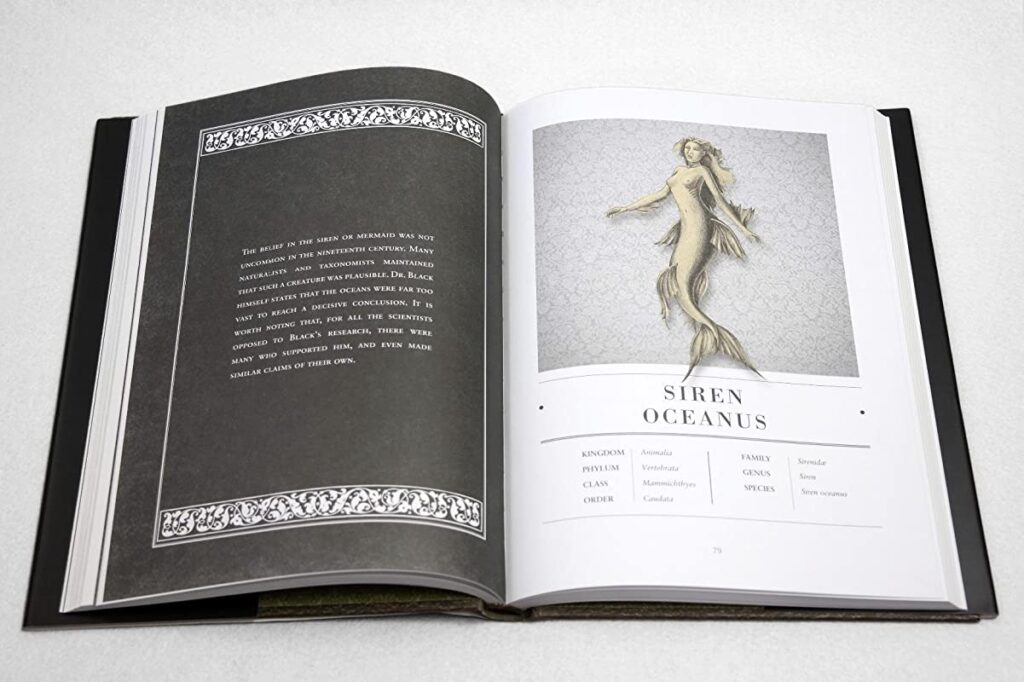 THE BELIEF IN THE SIREN OR MERMAID WAS NOT
UNCOMMON IN THE NINETEENTH CENTURY. MANY
NATURALISTS AND TAXONOMISTS MAINTAINED
THAT SUCH A CREATURE WAS PLAUSIBLE. DR. BLACK
HIMSELF STATES THAT THE OCEANS WERE FAR TOO
VAST TO REACH A DECISIVE CONCLUSION. IT IS
WORTH NOTING THAT, FOR ALL THE SCIENTISTS
OPPOSED TO BLACK'S RESEARCH, THERE WERE
MANY WHO SUPPORTED HIM, AND EVEN MADE
SIMILAR CLAIMS OF THEIR OWN.
SIREN
OCEANUS
KINGDOM Animalia
PHYLUM Vertebrata
CLASS Mammichthyes
ORDER Caudata
FAMILY Sirenidæ
GENUS Siren
SPECIES Siren oceanus
79